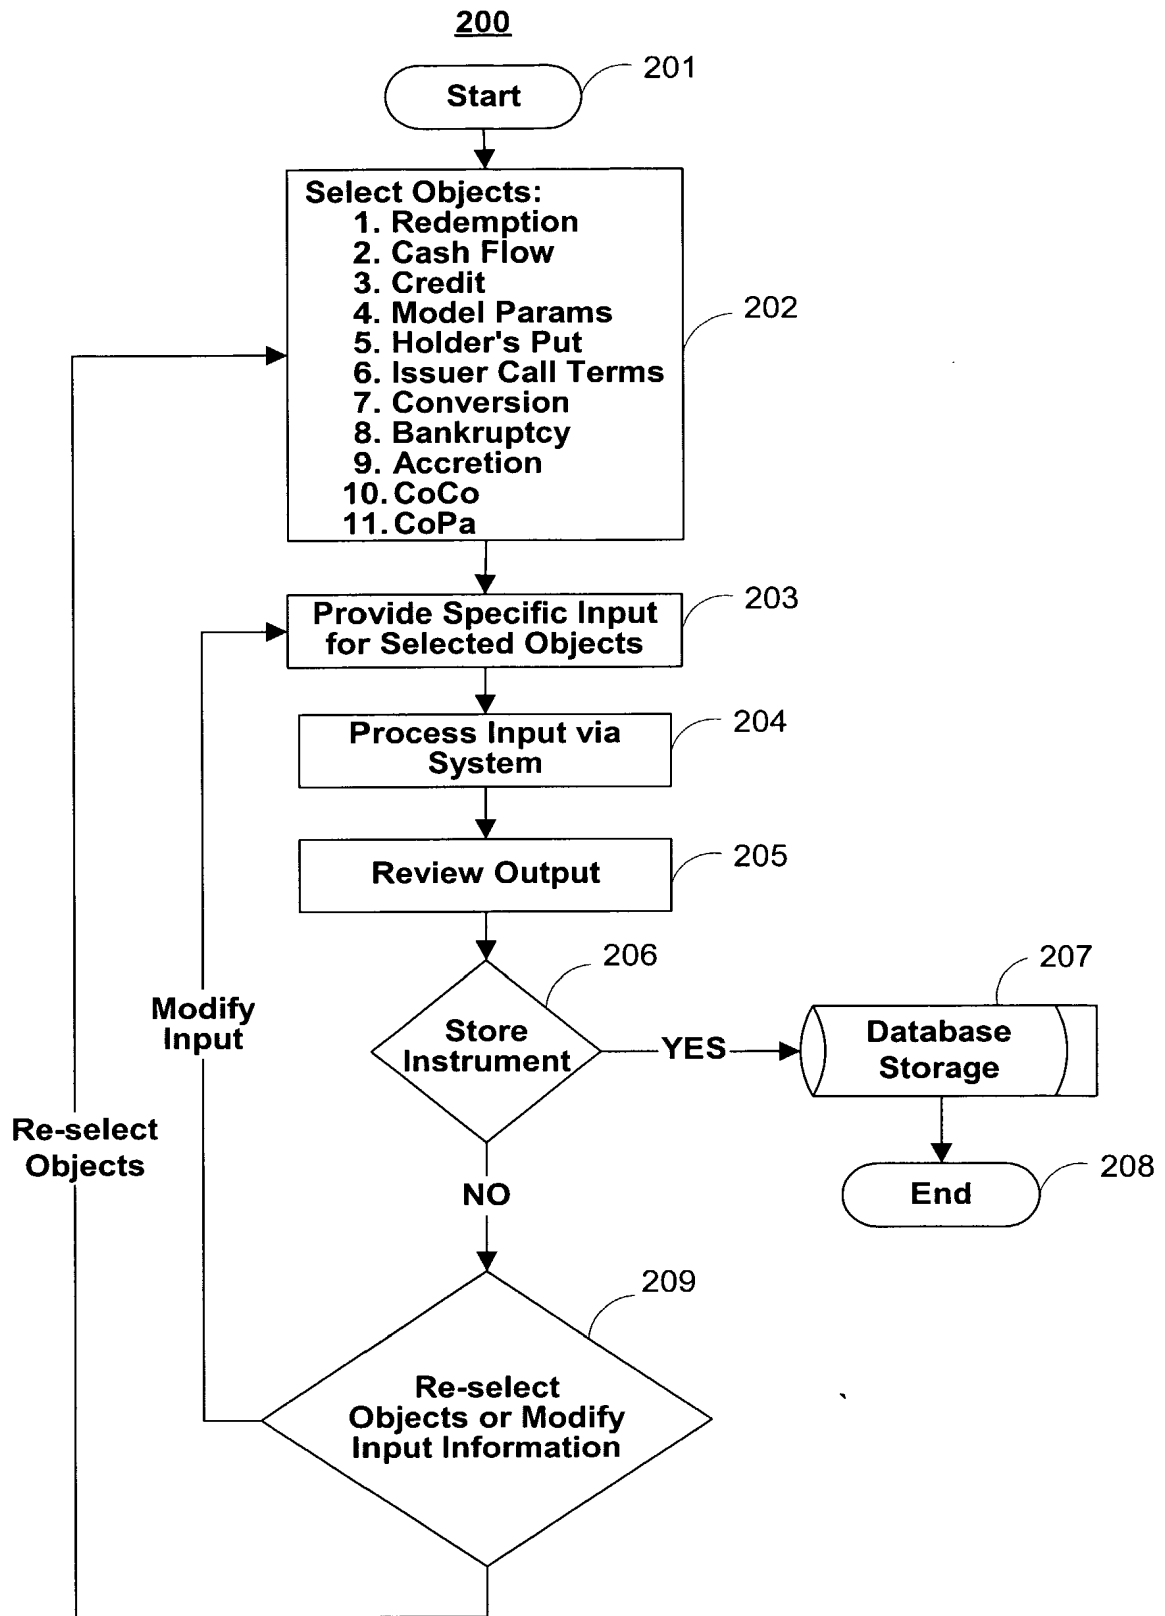 200
201
Start
Select Objects:
1. Redemption
2. Cash Flow
3. Credit
4. Model Params
5. Holder's Put
6. Issuer Call Terms
7. Conversion
8. Bankruptcy
9. Accretion
10. CoCo
11. CoPa
202
Provide Specific Input
for Selected Objects
203
Process Input via
System
204
Review Output
205
206
Store
Instrument
YES
207
Database
Storage
208
End
NO
Modify
Input
Re-select
Objects
209
Re-select
Objects or Modify
Input Information